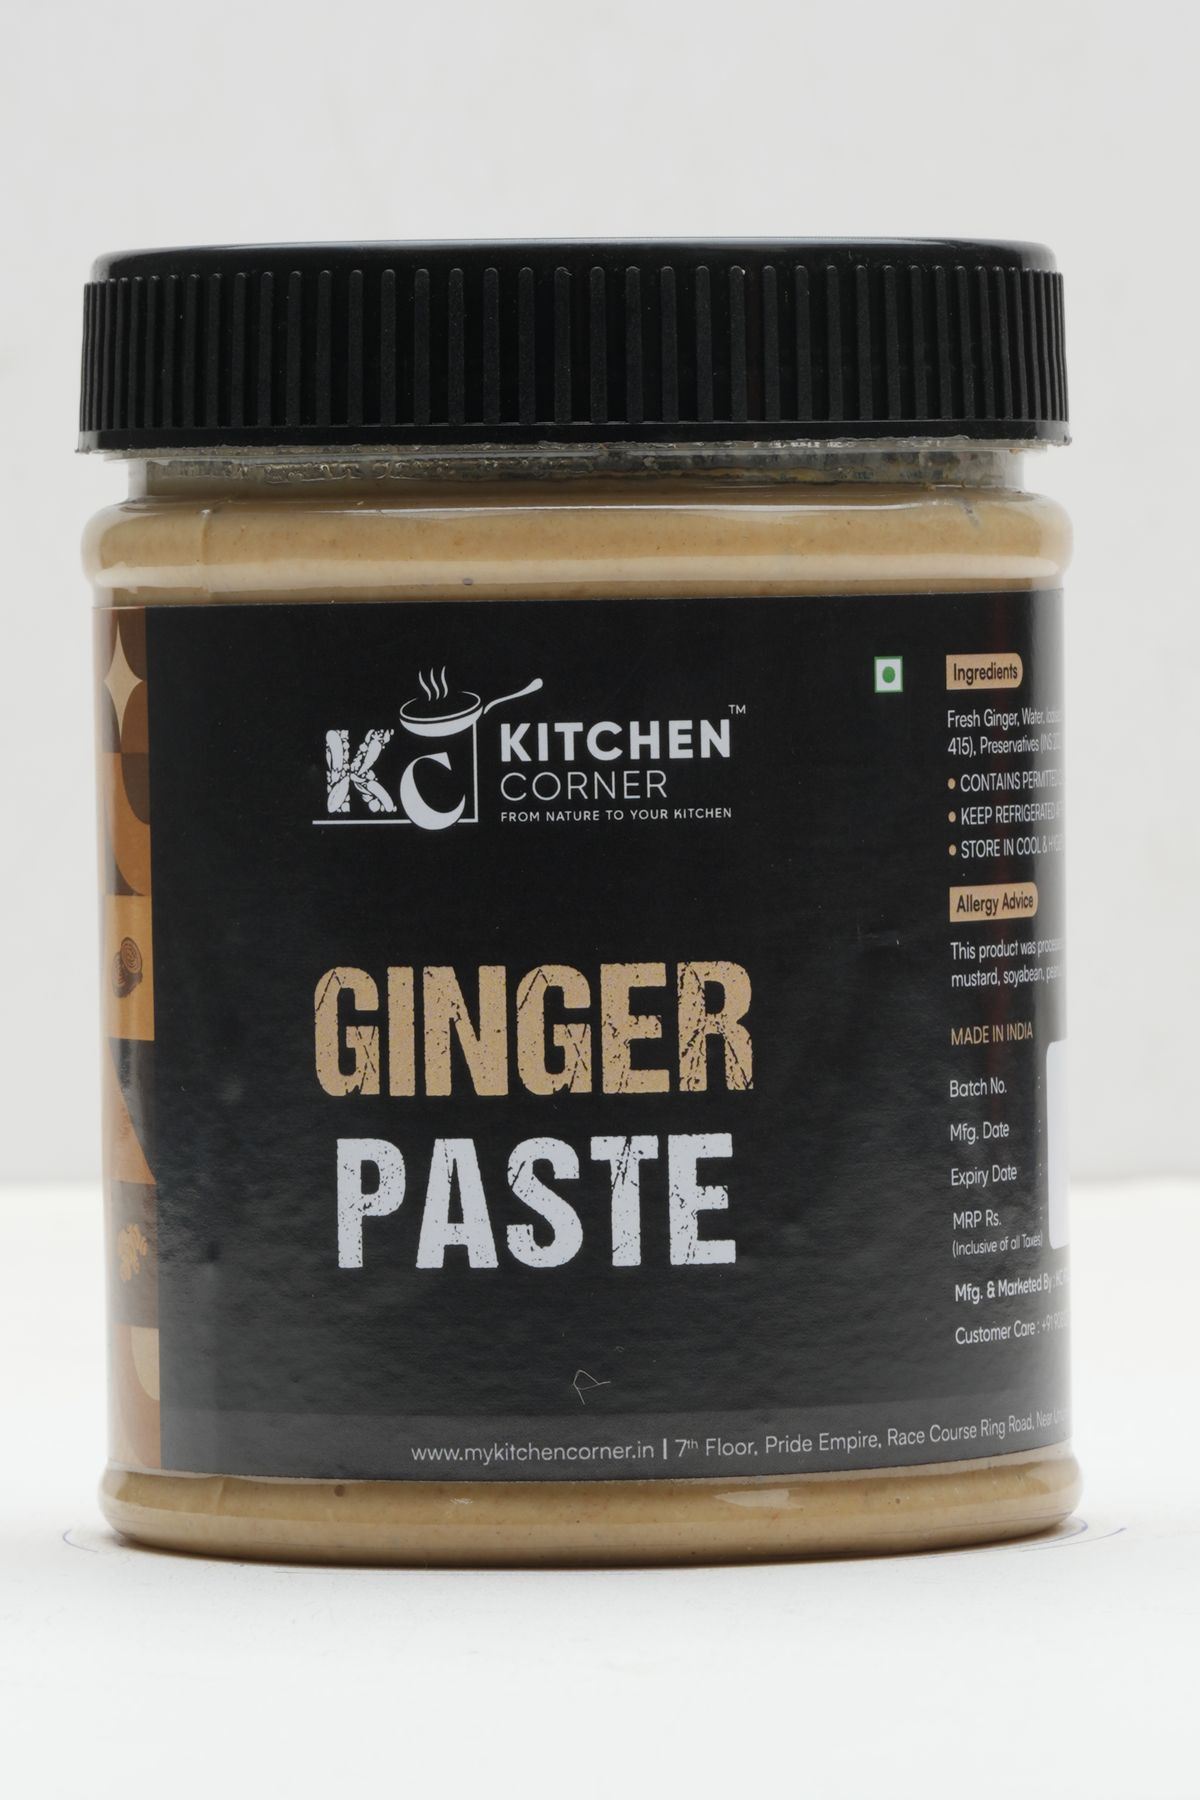 KC
KITCHEN™
CORNER
FROM NATURE TO YOUR KITCHEN
GINGER
PASTE
www.mykitchencorner.in | 7th Floor, Pride Empire, Race Course Ring Road, Near
Ingredients
Fresh Ginger, Water,
415), Preservatives (INS
• CONTAINS PERMITTED
• KEEP REFRIGERATED
• STORE IN COOL &
Allergy Advice
This product was
mustard, soyabean,
MADE IN INDIA
Batch No. :
Mfg. Date :
Expiry Date :
MRP Rs. :
(Inclusive of all Taxes)
Mfg. & Marketed By :
Customer Care : +91